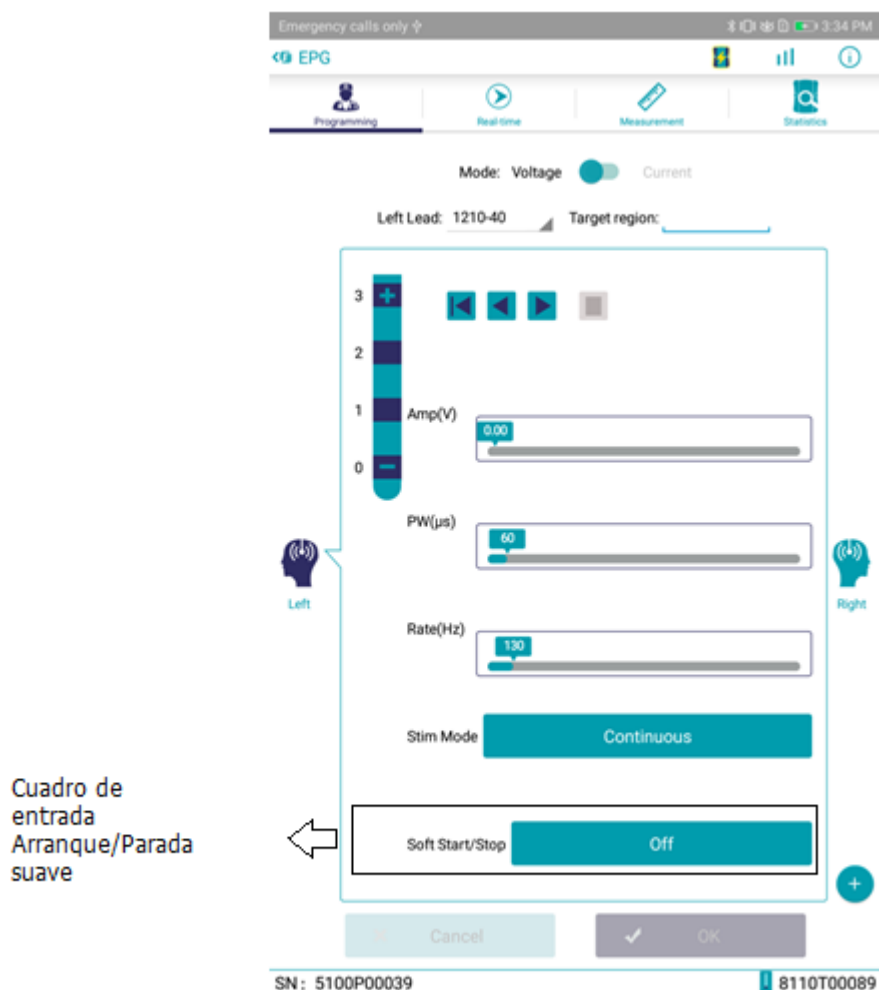 Emergency calls only 3:34 PM
EPG
Programming Real-time Measurement Statistics
Mode: Voltage Current
Left Lead: 1210-40 Target region:
3 +
2
1
0 −
Amp(V)
0.00
PW(µs)
60
Left
Right
Rate(Hz)
130
Stim Mode Continuous
Cuadro de
entrada
Arranque/Parada
suave
Soft Start/Stop Off
+
Cancel ✓ OK
SN: 5100P00039 8110T00089